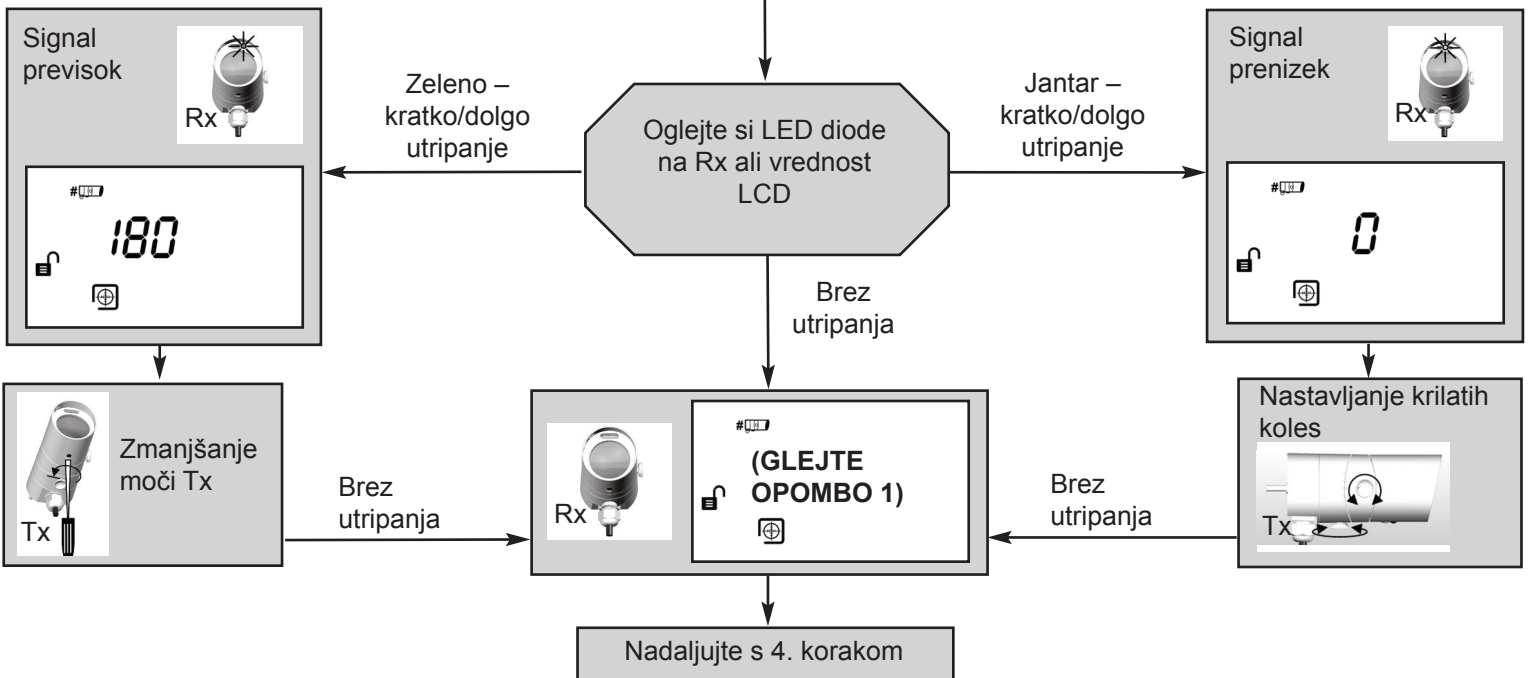 Signal
previsok
Rx
#
180
Zeleno –
kratko/dolgo
utripanje
Oglejte si LED diode
na Rx ali vrednost
LCD
Jantar –
kratko/dolgo
utripanje
Signal
prenizek
Rx
#
0
Brez
utripanja
Zmanjšanje
moči Tx
Tx
Brez
utripanja
Rx
#
(GLEJTE
OPOMBO 1)
Brez
utripanja
Nastavljanje krilatih
koles
Tx
Nadaljujte s 4. korakom